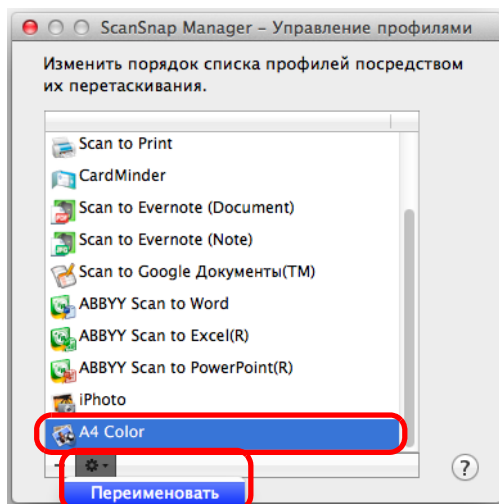 ScanSnap Manager – Управление профилями
Изменить порядок списка профилей посредством
их перетаскивания.
Scan to Print
CardMinder
Scan to Evernote (Document)
Scan to Evernote (Note)
Scan to Google Документы(TM)
ABBYY Scan to Word
ABBYY Scan to Excel(R)
ABBYY Scan to PowerPoint(R)
iPhoto
A4 Color
?
Переименовать